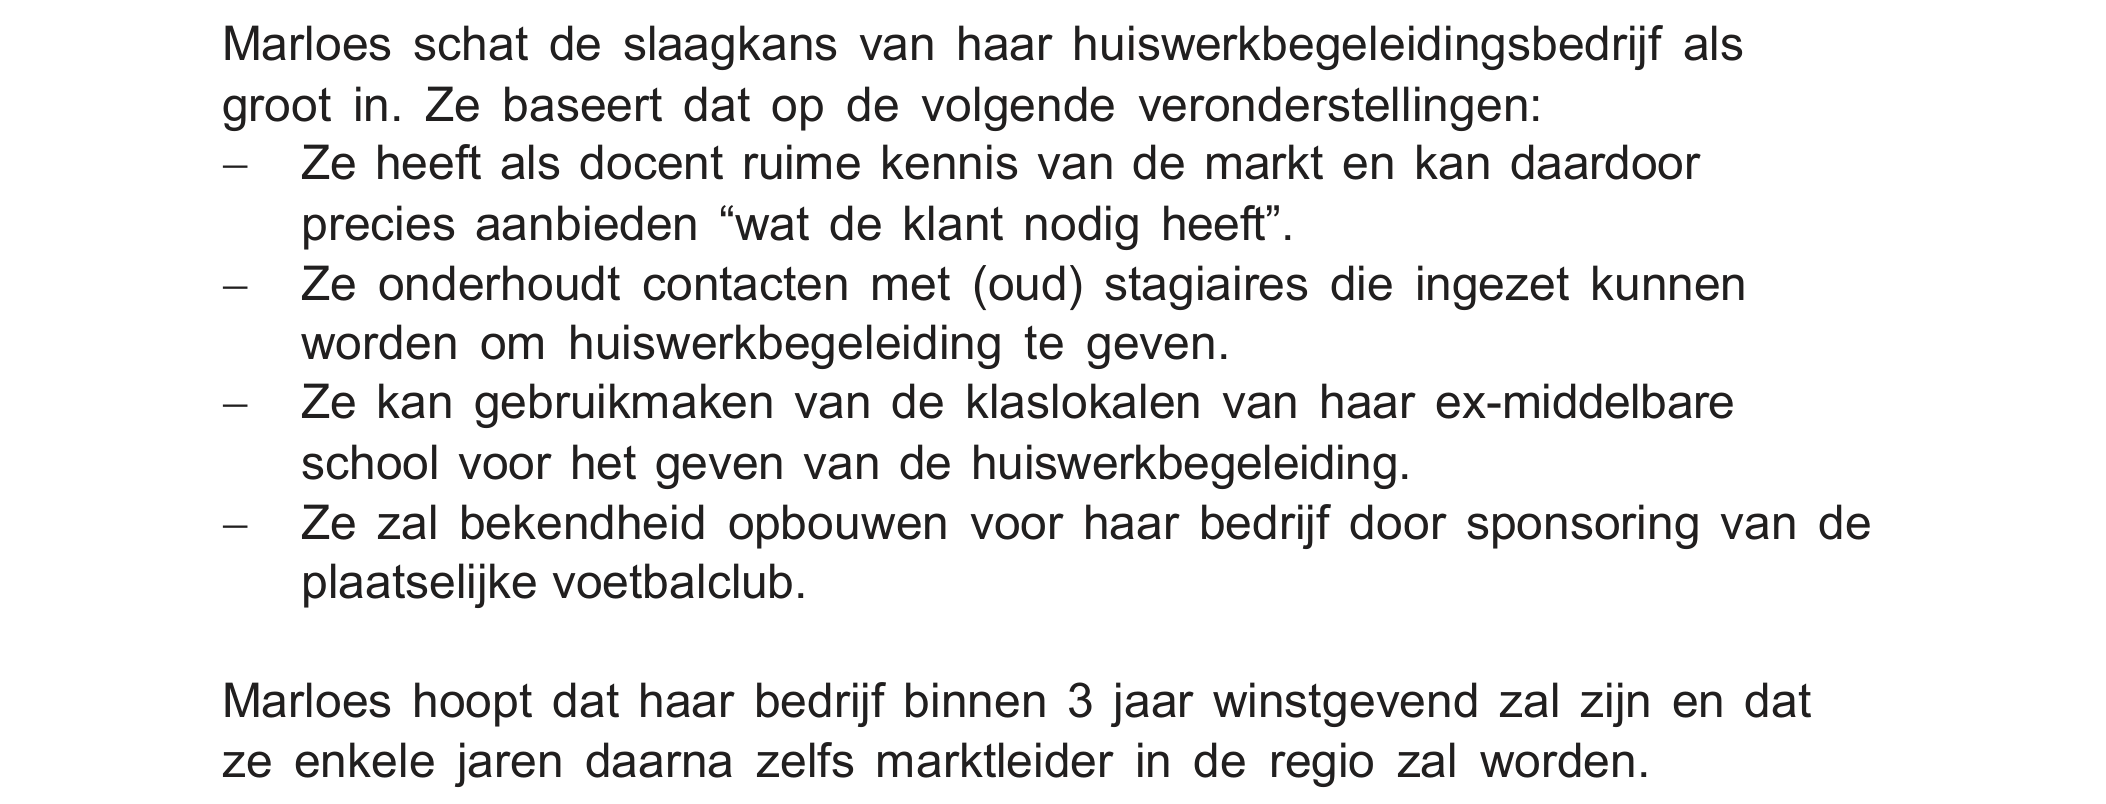 Marloes schat de slaagkans van haar huiswerkbegeleidingsbedrijf als
groot in. Ze baseert dat op de volgende veronderstellingen:
− Ze heeft als docent ruime kennis van de markt en kan daardoor
precies aanbieden “wat de klant nodig heeft”.
− Ze onderhoudt contacten met (oud) stagiaires die ingezet kunnen
worden om huiswerkbegeleiding te geven.
− Ze kan gebruikmaken van de klaslokalen van haar ex-middelbare
school voor het geven van de huiswerkbegeleiding.
− Ze zal bekendheid opbouwen voor haar bedrijf door sponsoring van de
plaatselijke voetbalclub.
Marloes hoopt dat haar bedrijf binnen 3 jaar winstgevend zal zijn en dat
ze enkele jaren daarna zelfs marktleider in de regio zal worden.